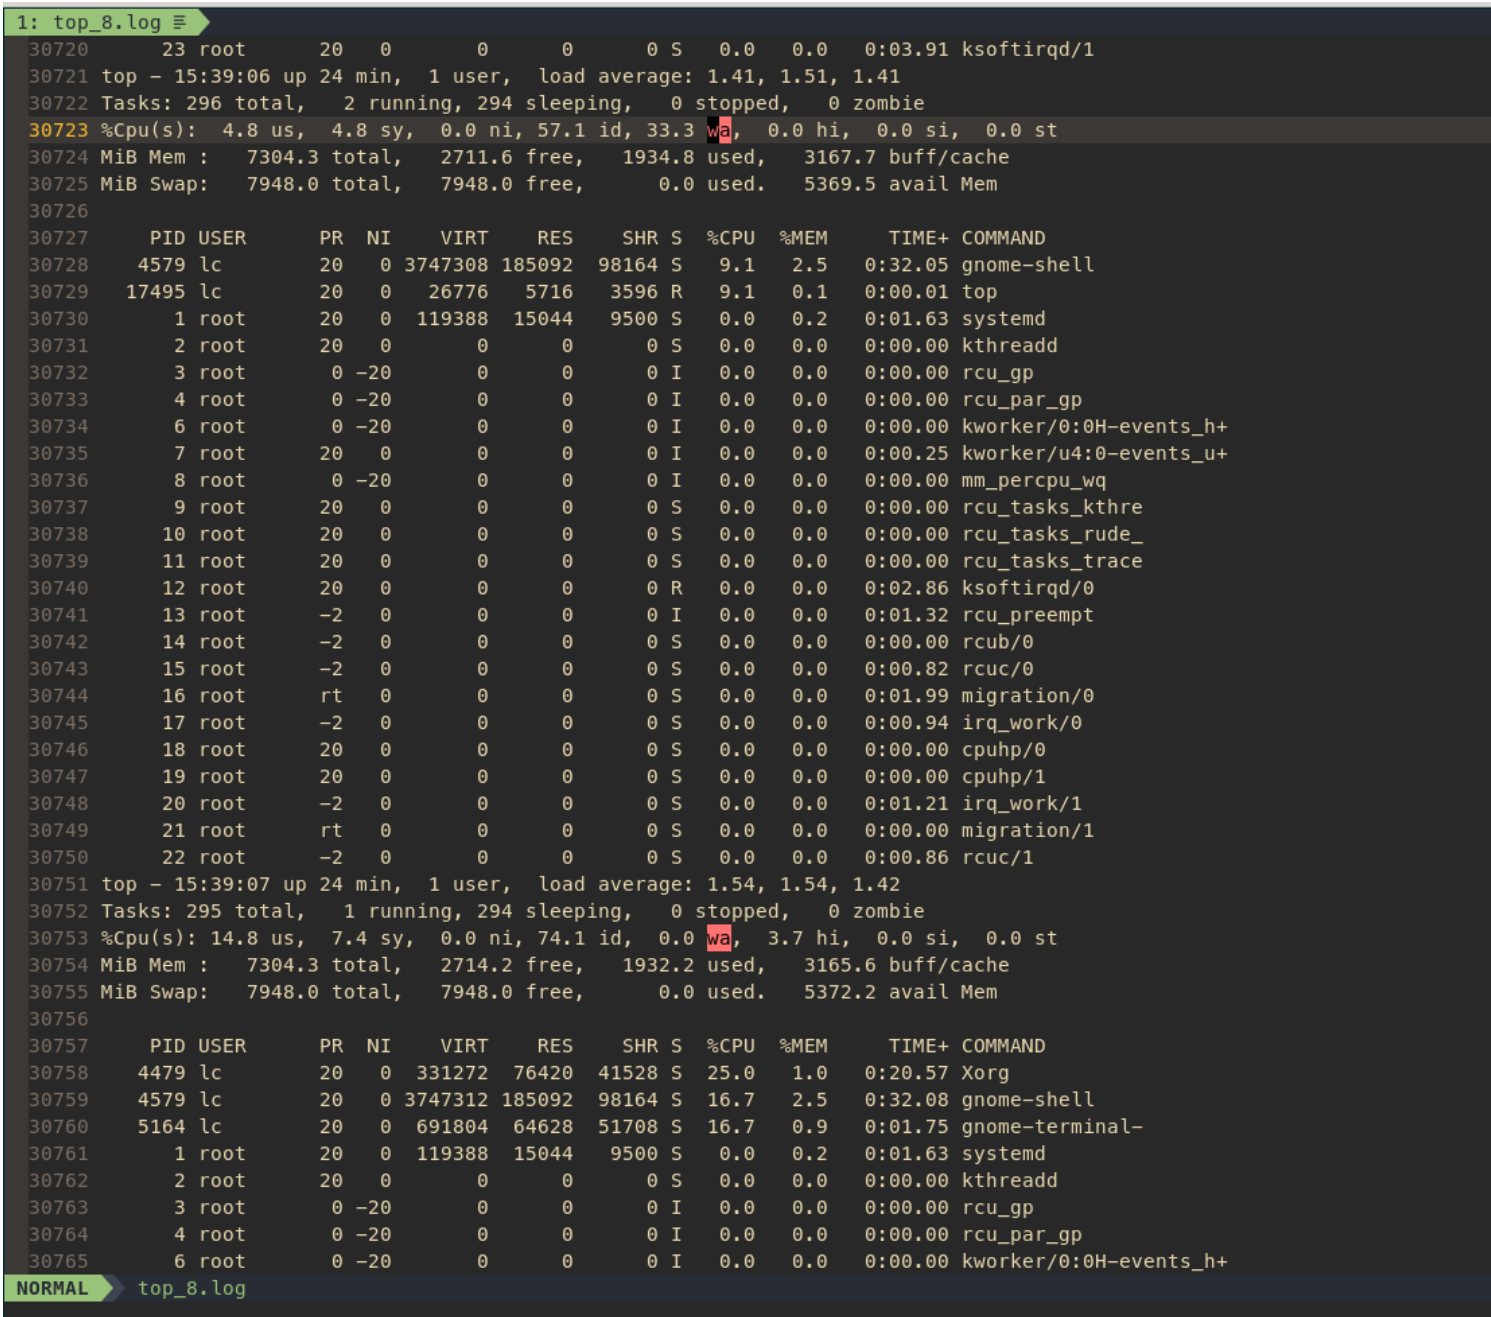 1: top_8.log ≡
30720      23 root      20   0       0      0      0 S   0.0   0.0   0:03.91 ksoftirqd/1
30721 top - 15:39:06 up 24 min,  1 user,  load average: 1.41, 1.51, 1.41
30722 Tasks: 296 total,   2 running, 294 sleeping,   0 stopped,   0 zombie
30723 %Cpu(s):  4.8 us,  4.8 sy,  0.0 ni, 57.1 id, 33.3 wa,  0.0 hi,  0.0 si,  0.0 st
30724 MiB Mem :   7304.3 total,   2711.6 free,   1934.8 used,   3167.7 buff/cache
30725 MiB Swap:   7948.0 total,   7948.0 free,      0.0 used.   5369.5 avail Mem
30726
30727     PID USER      PR  NI    VIRT    RES    SHR S  %CPU  %MEM     TIME+ COMMAND
30728    4579 lc        20   0 3747308 185092  98164 S   9.1   2.5   0:32.05 gnome-shell
30729   17495 lc        20   0   26776   5716   3596 R   9.1   0.1   0:00.01 top
30730       1 root      20   0  119388  15044   9500 S   0.0   0.2   0:01.63 systemd
30731       2 root      20   0       0      0      0 S   0.0   0.0   0:00.00 kthreadd
30732       3 root       0 -20       0      0      0 I   0.0   0.0   0:00.00 rcu_gp
30733       4 root       0 -20       0      0      0 I   0.0   0.0   0:00.00 rcu_par_gp
30734       6 root       0 -20       0      0      0 I   0.0   0.0   0:00.00 kworker/0:0H-events_h+
30735       7 root      20   0       0      0      0 I   0.0   0.0   0:00.25 kworker/u4:0-events_u+
30736       8 root       0 -20       0      0      0 I   0.0   0.0   0:00.00 mm_percpu_wq
30737       9 root      20   0       0      0      0 S   0.0   0.0   0:00.00 rcu_tasks_kthre
30738      10 root      20   0       0      0      0 S   0.0   0.0   0:00.00 rcu_tasks_rude_
30739      11 root      20   0       0      0      0 S   0.0   0.0   0:00.00 rcu_tasks_trace
30740      12 root      20   0       0      0      0 R   0.0   0.0   0:02.86 ksoftirqd/0
30741      13 root      -2   0       0      0      0 I   0.0   0.0   0:01.32 rcu_preempt
30742      14 root      -2   0       0      0      0 S   0.0   0.0   0:00.00 rcub/0
30743      15 root      -2   0       0      0      0 S   0.0   0.0   0:00.82 rcuc/0
30744      16 root      rt   0       0      0      0 S   0.0   0.0   0:01.99 migration/0
30745      17 root      -2   0       0      0      0 S   0.0   0.0   0:00.94 irq_work/0
30746      18 root      20   0       0      0      0 S   0.0   0.0   0:00.00 cpuhp/0
30747      19 root      20   0       0      0      0 S   0.0   0.0   0:00.00 cpuhp/1
30748      20 root      -2   0       0      0      0 S   0.0   0.0   0:01.21 irq_work/1
30749      21 root      rt   0       0      0      0 S   0.0   0.0   0:00.00 migration/1
30750      22 root      -2   0       0      0      0 S   0.0   0.0   0:00.86 rcuc/1
30751 top - 15:39:07 up 24 min,  1 user,  load average: 1.54, 1.54, 1.42
30752 Tasks: 295 total,   1 running, 294 sleeping,   0 stopped,   0 zombie
30753 %Cpu(s): 14.8 us,  7.4 sy,  0.0 ni, 74.1 id,  0.0 wa,  3.7 hi,  0.0 si,  0.0 st
30754 MiB Mem :   7304.3 total,   2714.2 free,   1932.2 used,   3165.6 buff/cache
30755 MiB Swap:   7948.0 total,   7948.0 free,      0.0 used.   5372.2 avail Mem
30756
30757     PID USER      PR  NI    VIRT    RES    SHR S  %CPU  %MEM     TIME+ COMMAND
30758    4479 lc        20   0  331272  76420  41528 S  25.0   1.0   0:20.57 Xorg
30759    4579 lc        20   0 3747312 185092  98164 S  16.7   2.5   0:32.08 gnome-shell
30760    5164 lc        20   0  691804  64628  51708 S  16.7   0.9   0:01.75 gnome-terminal-
30761       1 root      20   0  119388  15044   9500 S   0.0   0.2   0:01.63 systemd
30762       2 root      20   0       0      0      0 S   0.0   0.0   0:00.00 kthreadd
30763       3 root       0 -20       0      0      0 I   0.0   0.0   0:00.00 rcu_gp
30764       4 root       0 -20       0      0      0 I   0.0   0.0   0:00.00 rcu_par_gp
30765       6 root       0 -20       0      0      0 I   0.0   0.0   0:00.00 kworker/0:0H-events_h+
NORMAL  top_8.log